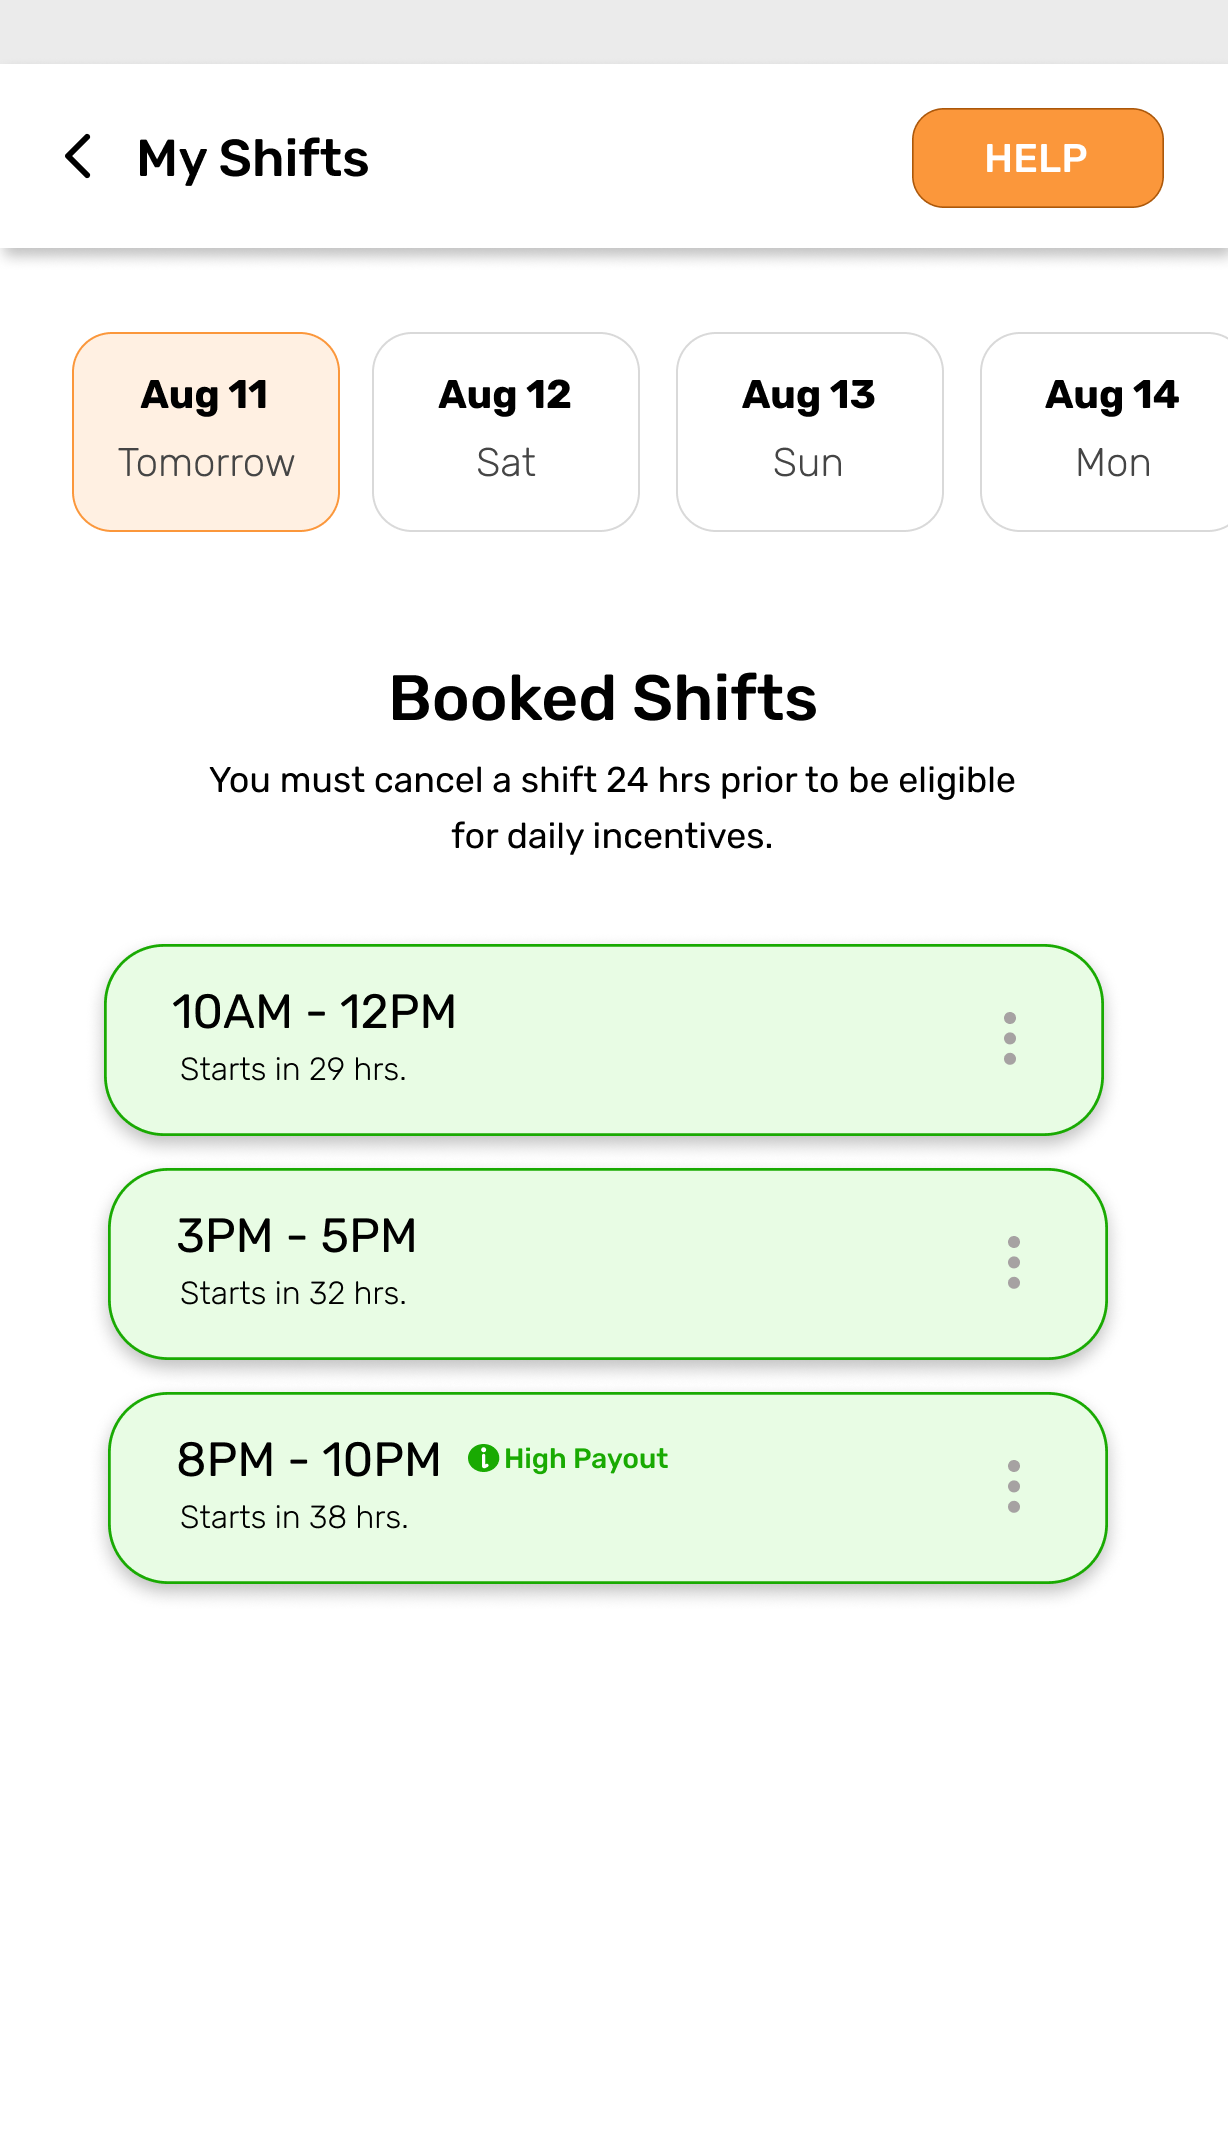 My Shifts
HELP
Aug 11
Tomorrow
Aug 12
Sat
Aug 13
Sun
Aug 14
Mon
Booked Shifts
You must cancel a shift 24 hrs prior to be eligible
for daily incentives.
10AM - 12PM
Starts in 29 hrs.
3PM - 5PM
Starts in 32 hrs.
8PM - 10PM High Payout
Starts in 38 hrs.